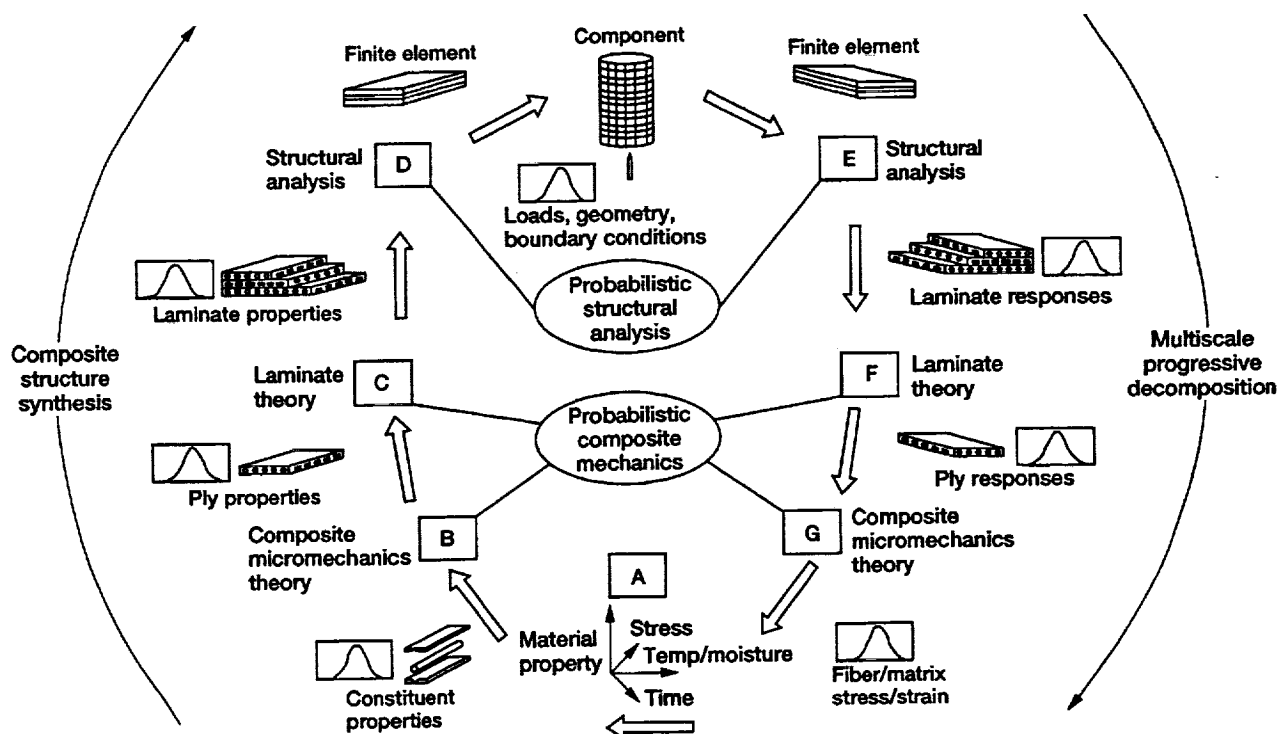 Component
Finite element
Finite element
Structural
analysis
D
E
Structural
analysis
Loads, geometry,
boundary conditions
Probabilistic
structural
analysis
Laminate properties
Laminate responses
Composite
structure
synthesis
Multiscale
progressive
decomposition
Laminate
theory
C
F
Laminate
theory
Probabilistic
composite
mechanics
Ply properties
Ply responses
Composite
micromechanics
theory
B
G
Composite
micromechanics
theory
A
Material
property
Stress
Temp/moisture
Time
Constituent
properties
Fiber/matrix
stress/strain